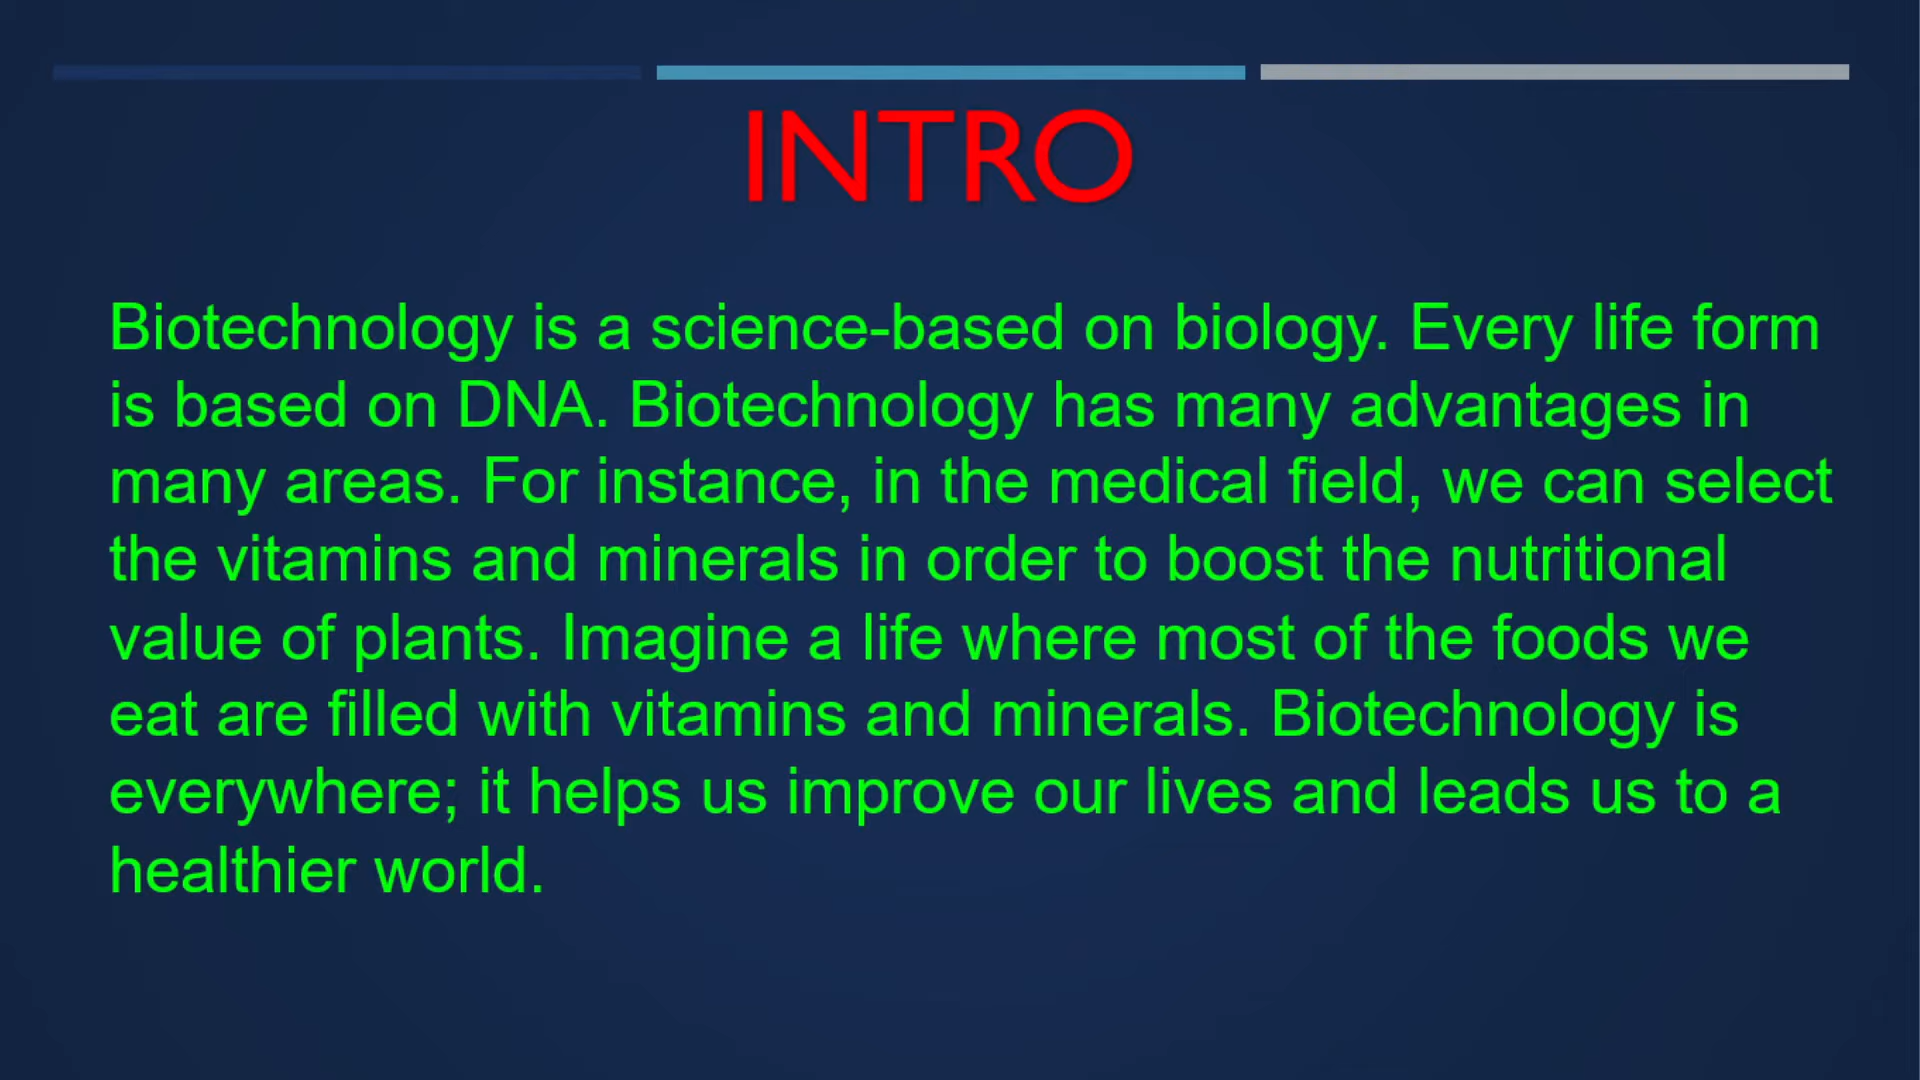 INTRO
Biotechnology is a science-based on biology. Every life form
is based on DNA. Biotechnology has many advantages in
many areas. For instance, in the medical field, we can select
the vitamins and minerals in order to boost the nutritional
value of plants. Imagine a life where most of the foods we
eat are filled with vitamins and minerals. Biotechnology is
everywhere; it helps us improve our lives and leads us to a
healthier world.